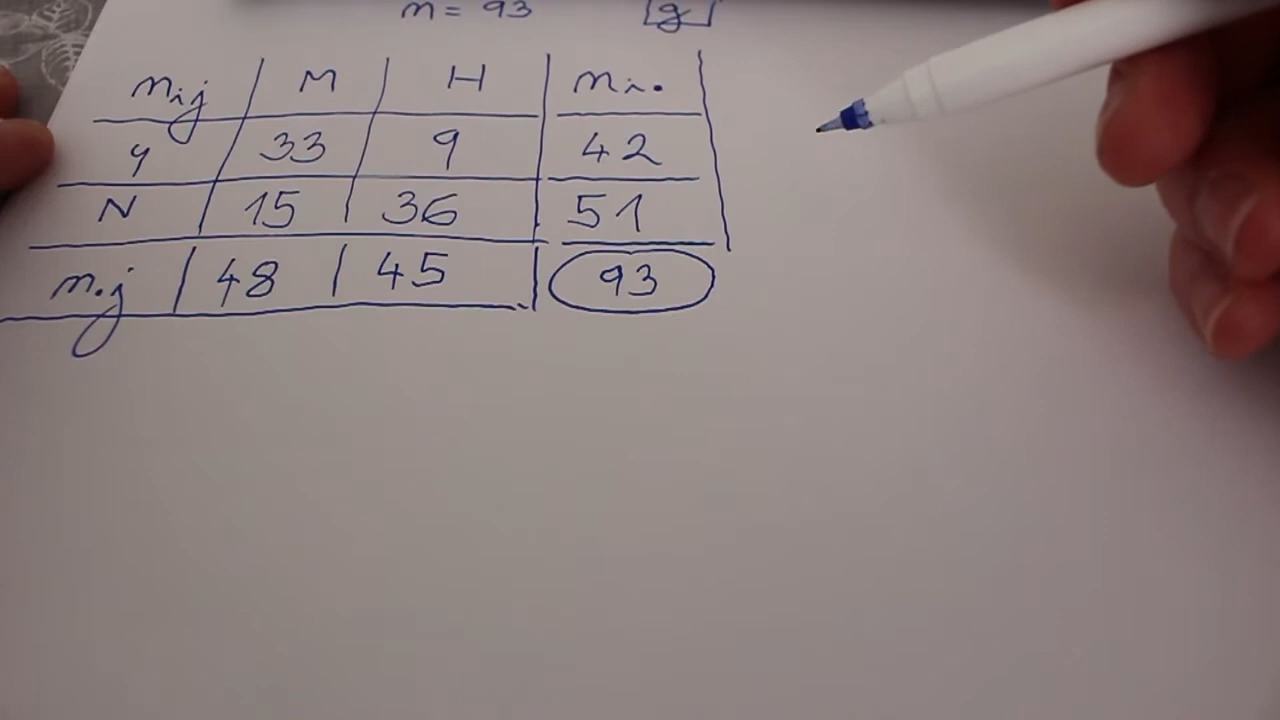 n = 93 [g]
nij M H ni.
y 33 9 42
N 15 36 51
n.j 48 45 93